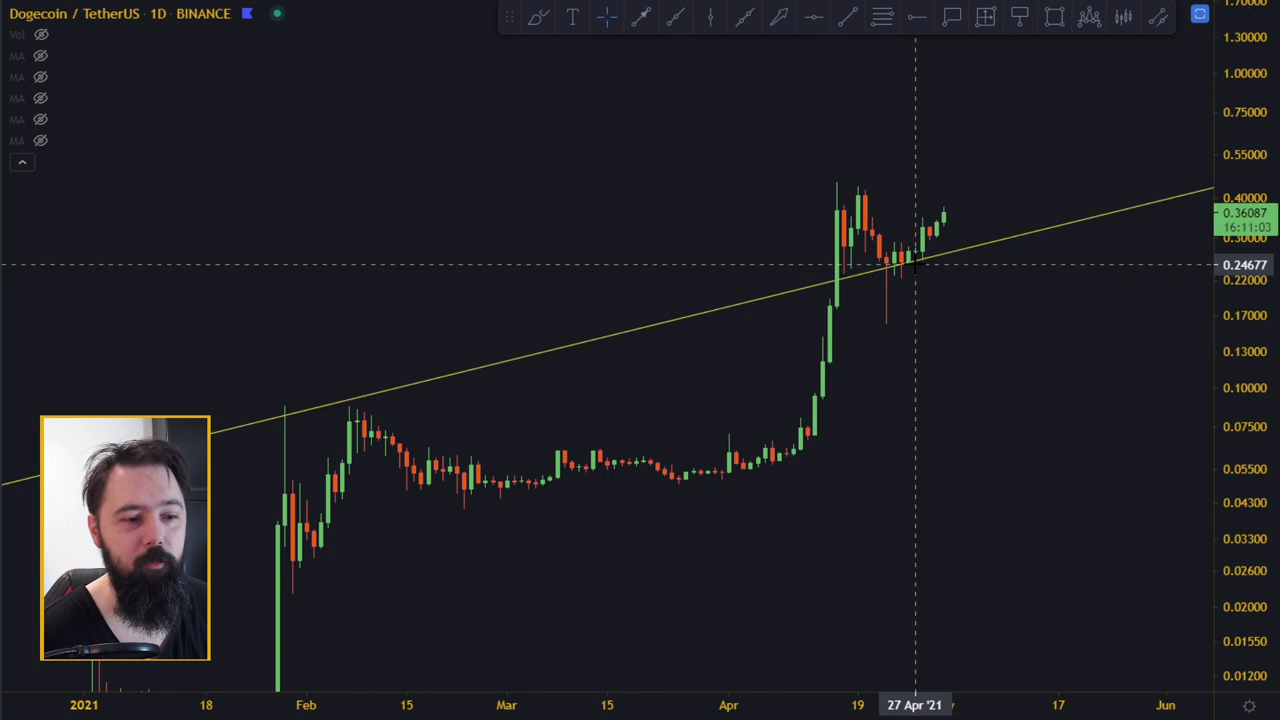 Dogecoin / TetherUS · 1D · BINANCE
Vol
MA
MA
MA
MA
MA
T
1.70000
1.30000
1.00000
0.75000
0.55000
0.40000
0.36087
16:11:03
0.30000
0.24677
0.22000
0.17000
0.13000
0.10000
0.07500
0.05500
0.04300
0.03300
0.02600
0.02000
0.01550
0.01200
2021 18 Feb 15 Mar 15 Apr 19 27 Apr '21 17 Jun